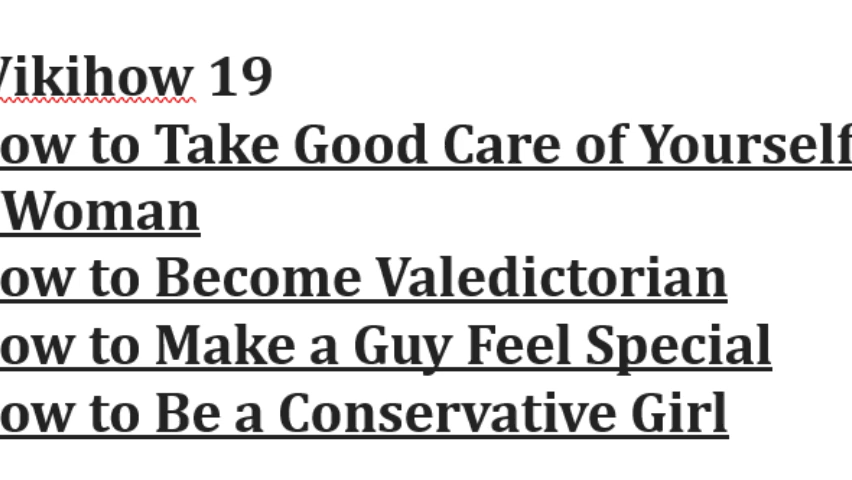 Vikihow 19
ow to Take Good Care of Yourself
Woman
ow to Become Valedictorian
ow to Make a Guy Feel Special
ow to Be a Conservative Girl